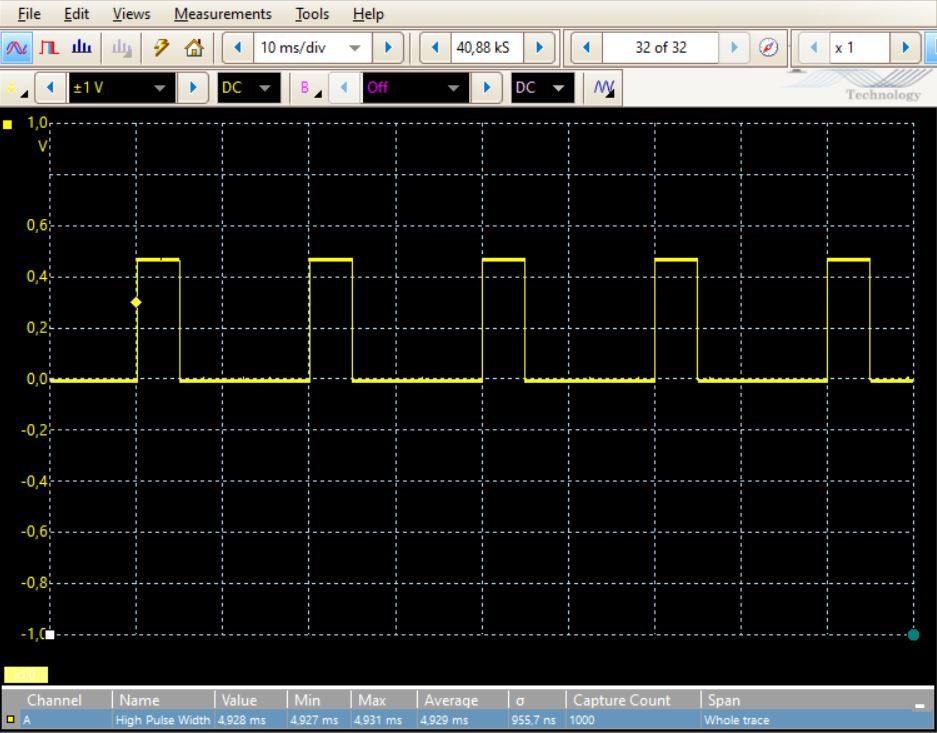 File Edit Views Measurements Tools Help
10 ms/div 40,88 kS 32 of 32 x 1
±1 V DC B Off DC
Technology
1,0
V
0,6
0,4
0,2
0,0
-0,2
-0,4
-0,6
-0,8
-1,0
Channel Name Value Min Max Average σ Capture Count Span
A High Pulse Width 4,928 ms 4,927 ms 4,931 ms 4,929 ms 955,7 ns 1000 Whole trace